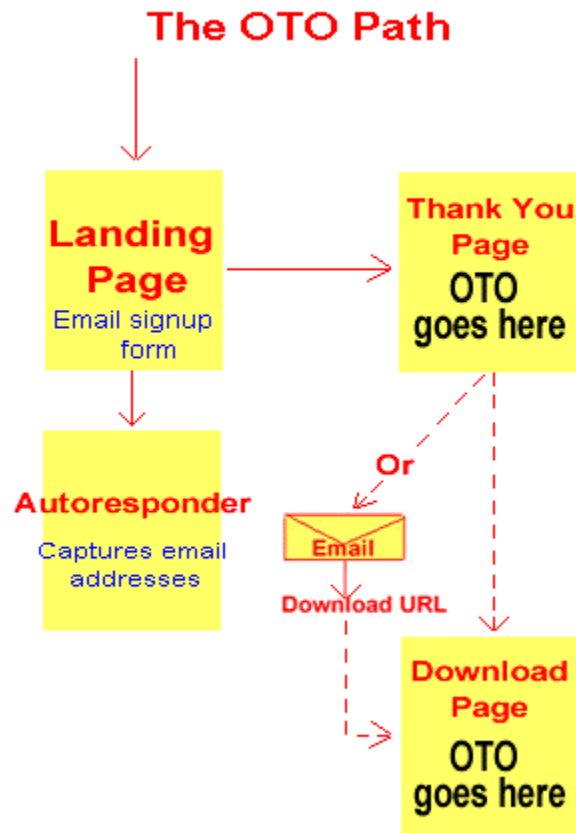 The OTO Path
Landing
Page
Email signup
form
Thank You
Page
OTO
goes here
Autoresponder
Captures email
addresses
Or
Email
Download URL
Download
Page
OTO
goes here